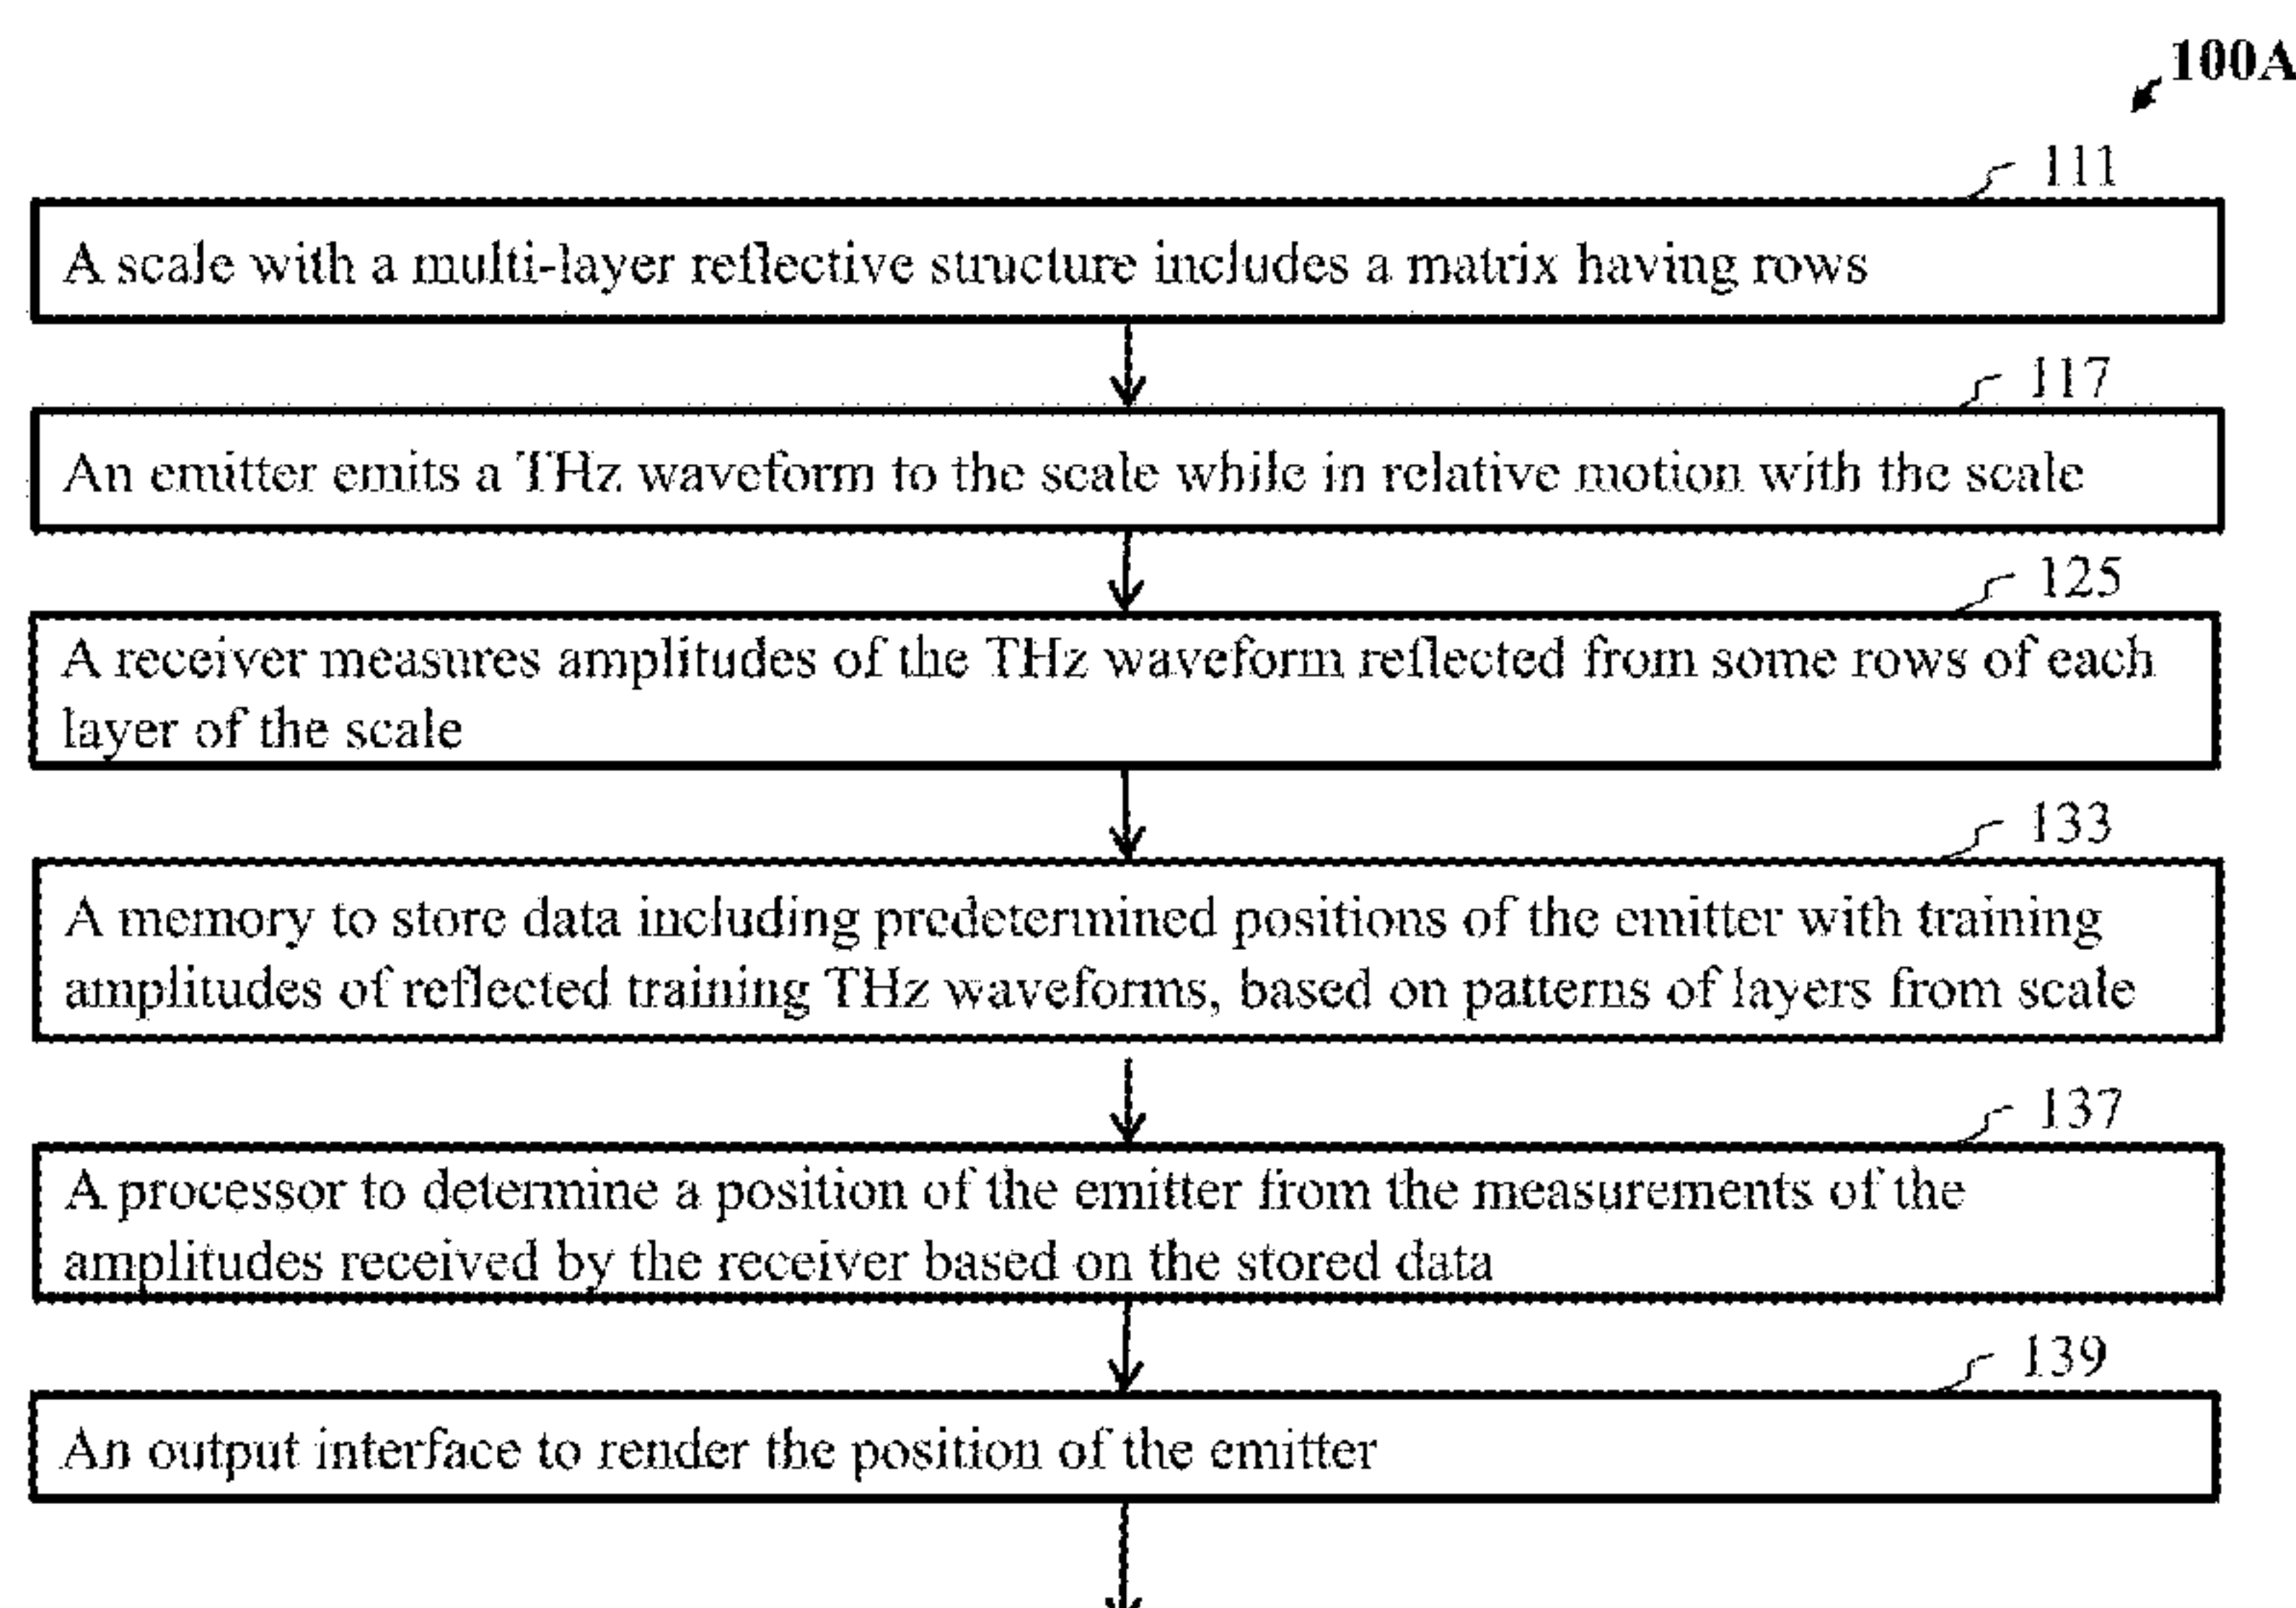 100A
111
A scale with a multi-layer reflective structure includes a matrix having rows
117
An emitter emits a THz waveform to the scale while in relative motion with the scale
125
A receiver measures amplitudes of the THz waveform reflected from some rows of each
layer of the scale
133
A memory to store data including predetermined positions of the emitter with training
amplitudes of reflected training THz waveforms, based on patterns of layers from scale
137
A processor to determine a position of the emitter from the measurements of the
amplitudes received by the receiver based on the stored data
139
An output interface to render the position of the emitter